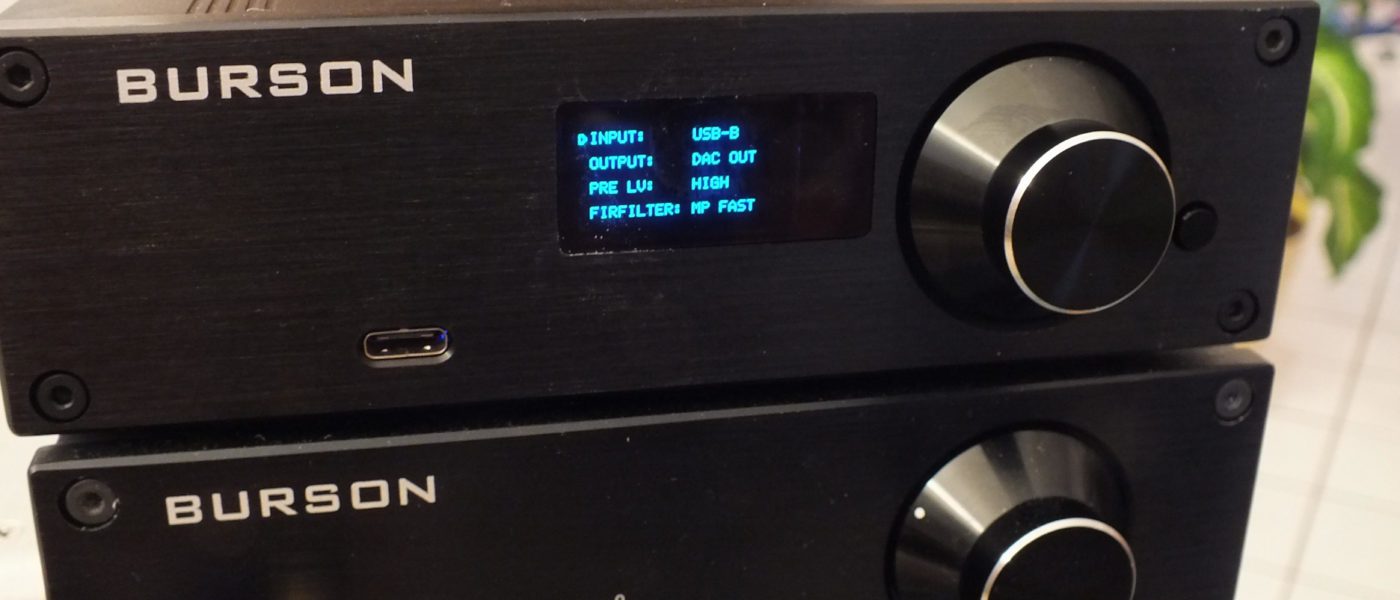 BURSON
INPUT: USB-B
OUTPUT: DAC OUT
PRE LV: HIGH
FIRFILTER: MP FAST
BURSON